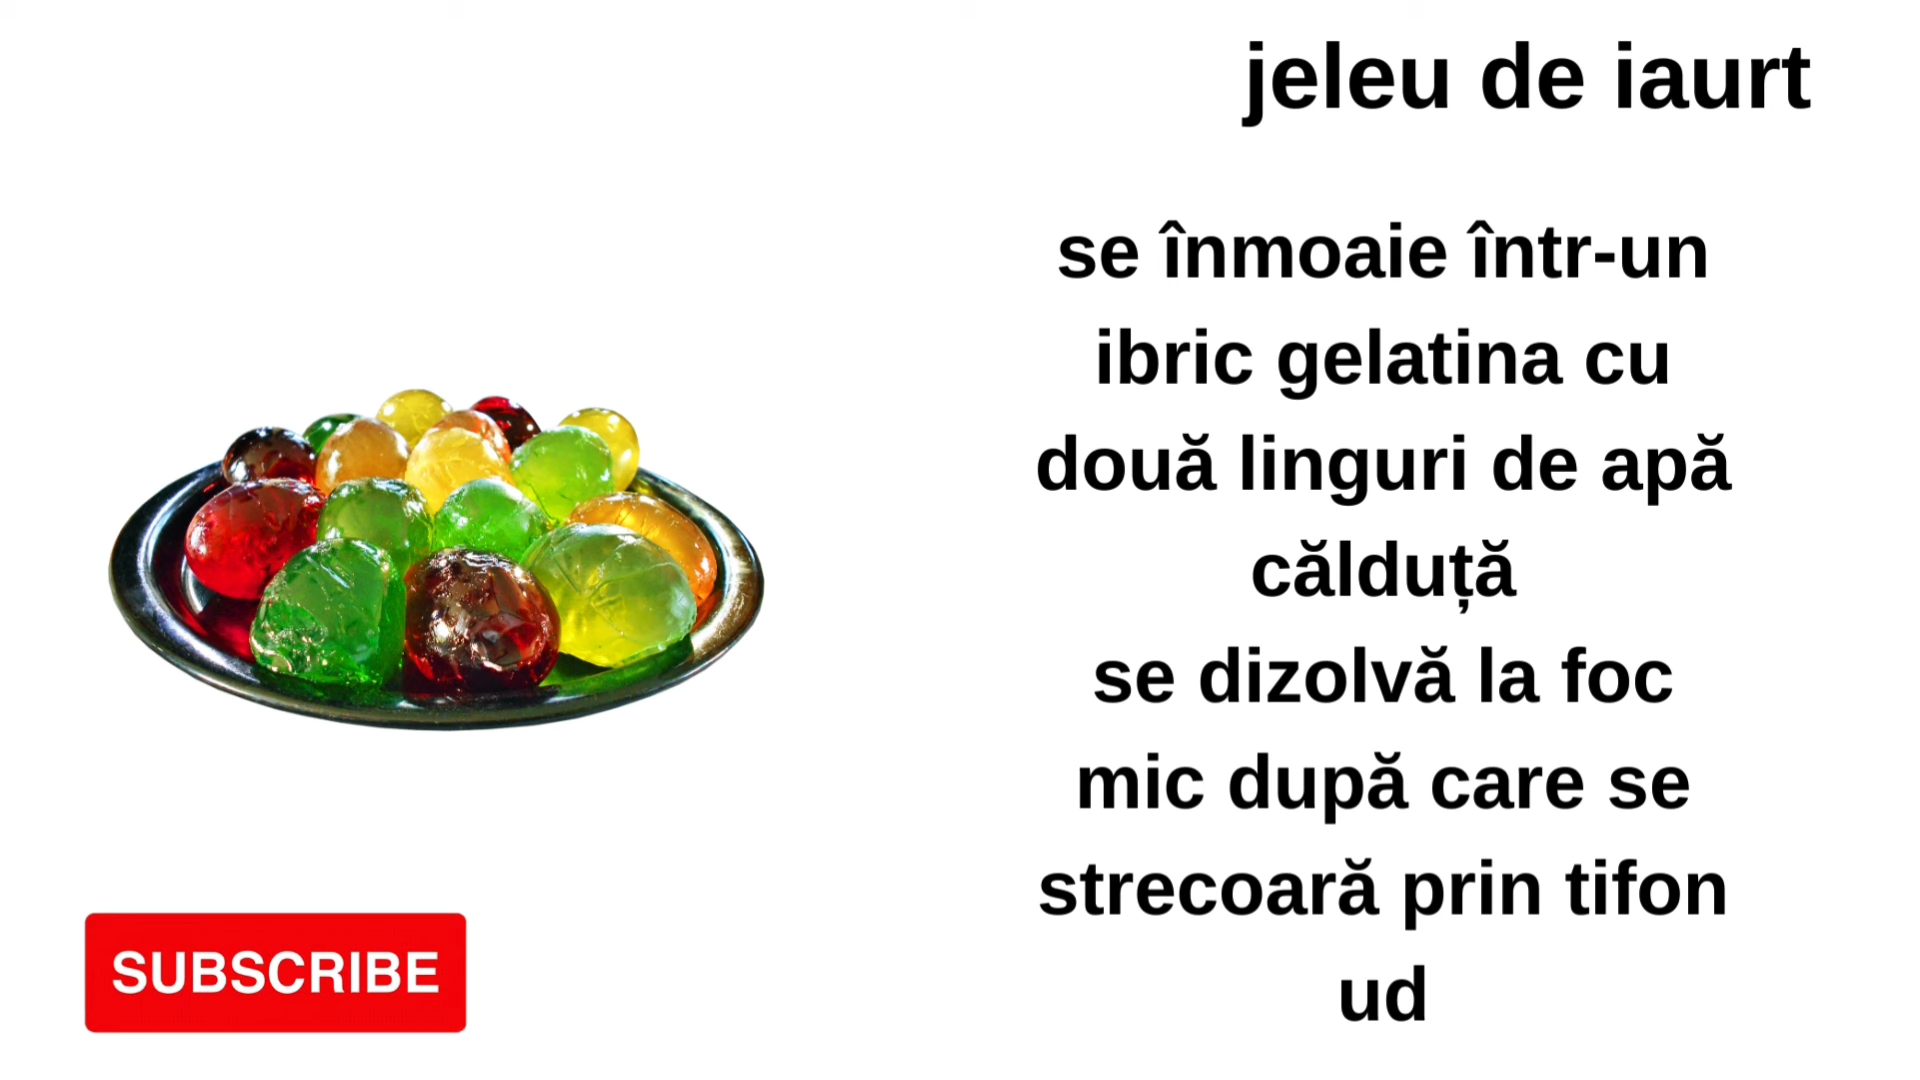 jeleu de iaurt
se înmoaie într-un
ibric gelatina cu
două linguri de apă
călduță
se dizolvă la foc
mic după care se
strecoară prin tifon
ud
SUBSCRIBE